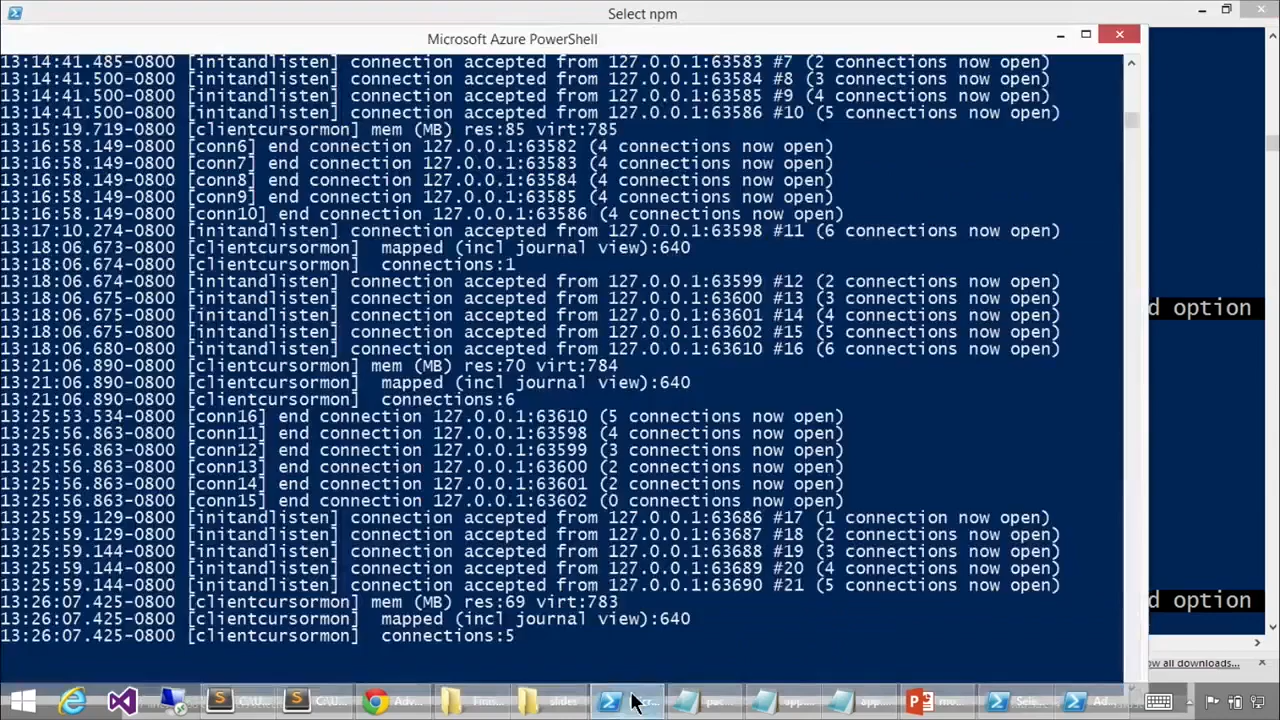 Select npm
Microsoft Azure PowerShell
13:14:41.485-0800 [initandlisten] connection accepted from 127.0.0.1:63583 #7 (2 connections now open)
13:14:41.500-0800 [initandlisten] connection accepted from 127.0.0.1:63584 #8 (3 connections now open)
13:14:41.500-0800 [initandlisten] connection accepted from 127.0.0.1:63585 #9 (4 connections now open)
13:14:41.500-0800 [initandlisten] connection accepted from 127.0.0.1:63586 #10 (5 connections now open)
13:15:19.719-0800 [clientcursormon] mem (MB) res:85 virt:785
13:16:58.149-0800 [conn6] end connection 127.0.0.1:63582 (4 connections now open)
13:16:58.149-0800 [conn7] end connection 127.0.0.1:63583 (4 connections now open)
13:16:58.149-0800 [conn8] end connection 127.0.0.1:63584 (4 connections now open)
13:16:58.149-0800 [conn9] end connection 127.0.0.1:63585 (4 connections now open)
13:16:58.149-0800 [conn10] end connection 127.0.0.1:63586 (4 connections now open)
13:17:10.274-0800 [initandlisten] connection accepted from 127.0.0.1:63598 #11 (6 connections now open)
13:18:06.673-0800 [clientcursormon]  mapped (incl journal view):640
13:18:06.674-0800 [clientcursormon]  connections:1
13:18:06.674-0800 [initandlisten] connection accepted from 127.0.0.1:63599 #12 (2 connections now open)
13:18:06.675-0800 [initandlisten] connection accepted from 127.0.0.1:63600 #13 (3 connections now open)
13:18:06.675-0800 [initandlisten] connection accepted from 127.0.0.1:63601 #14 (4 connections now open)
13:18:06.675-0800 [initandlisten] connection accepted from 127.0.0.1:63602 #15 (5 connections now open)
13:18:06.680-0800 [initandlisten] connection accepted from 127.0.0.1:63610 #16 (6 connections now open)
13:21:06.890-0800 [clientcursormon] mem (MB) res:70 virt:784
13:21:06.890-0800 [clientcursormon]  mapped (incl journal view):640
13:21:06.890-0800 [clientcursormon]  connections:6
13:25:53.534-0800 [conn16] end connection 127.0.0.1:63610 (5 connections now open)
13:25:56.863-0800 [conn11] end connection 127.0.0.1:63598 (4 connections now open)
13:25:56.863-0800 [conn12] end connection 127.0.0.1:63599 (3 connections now open)
13:25:56.863-0800 [conn13] end connection 127.0.0.1:63600 (2 connections now open)
13:25:56.863-0800 [conn14] end connection 127.0.0.1:63601 (2 connections now open)
13:25:56.863-0800 [conn15] end connection 127.0.0.1:63602 (0 connections now open)
13:25:59.129-0800 [initandlisten] connection accepted from 127.0.0.1:63686 #17 (1 connection now open)
13:25:59.129-0800 [initandlisten] connection accepted from 127.0.0.1:63687 #18 (2 connections now open)
13:25:59.144-0800 [initandlisten] connection accepted from 127.0.0.1:63688 #19 (3 connections now open)
13:25:59.144-0800 [initandlisten] connection accepted from 127.0.0.1:63689 #20 (4 connections now open)
13:25:59.144-0800 [initandlisten] connection accepted from 127.0.0.1:63690 #21 (5 connections now open)
13:26:07.425-0800 [clientcursormon] mem (MB) res:69 virt:783
13:26:07.425-0800 [clientcursormon]  mapped (incl journal view):640
13:26:07.425-0800 [clientcursormon]  connections:5
d option
d option
ow all downloads...